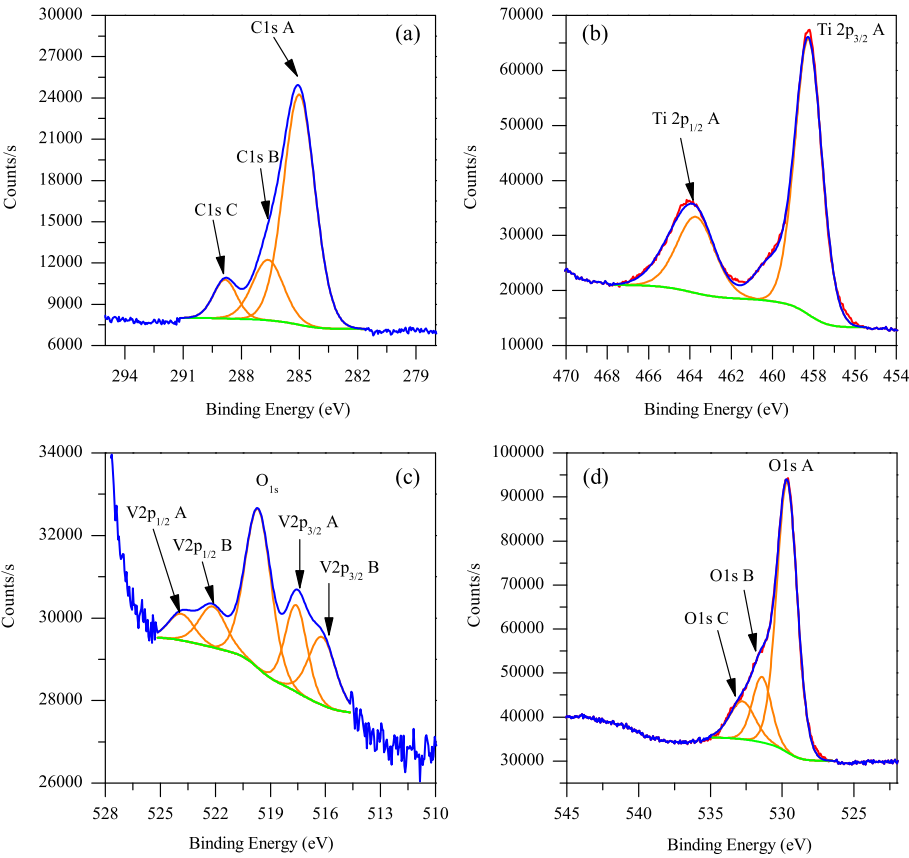 (a)
C1s A
C1s B
C1s C
30000
27000
24000
21000
18000
15000
12000
9000
6000
294
291
288
285
282
279
Counts/s
Binding Energy (eV)
(b)
Ti 2p3/2 A
Ti 2p1/2 A
70000
60000
50000
40000
30000
20000
10000
470
468
466
464
462
460
458
456
454
Counts/s
Binding Energy (eV)
(c)
O1s
V2p1/2 A
V2p1/2 B
V2p3/2 A
V2p3/2 B
34000
32000
30000
28000
26000
528
525
522
519
516
513
510
Counts/s
Binding Energy (eV)
(d)
O1s A
O1s B
O1s C
100000
90000
80000
70000
60000
50000
40000
30000
545
540
535
530
525
Counts/s
Binding Energy (eV)